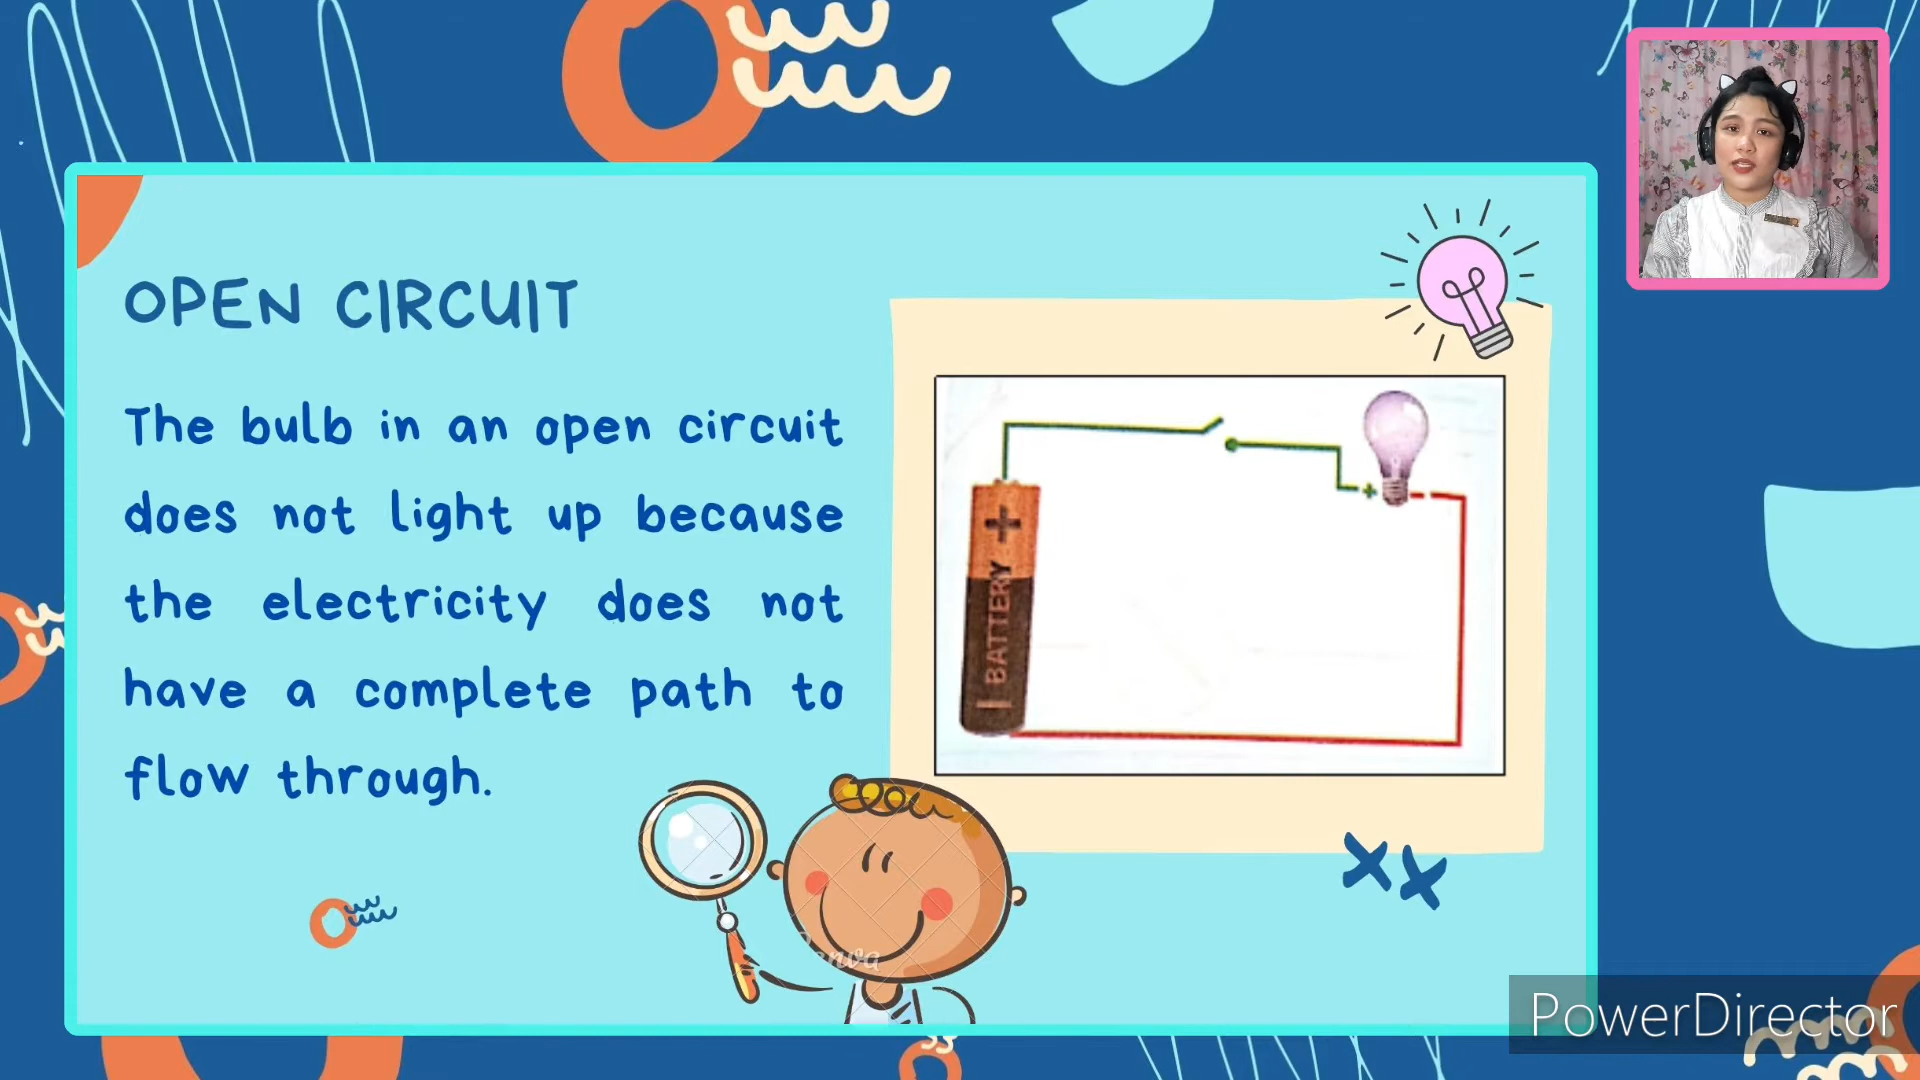 OPEN CIRCUIT
The bulb in an open circuit
does not light up because
the electricity does not
have a complete path to
flow through.
+
BATTERY
+
PowerDirector